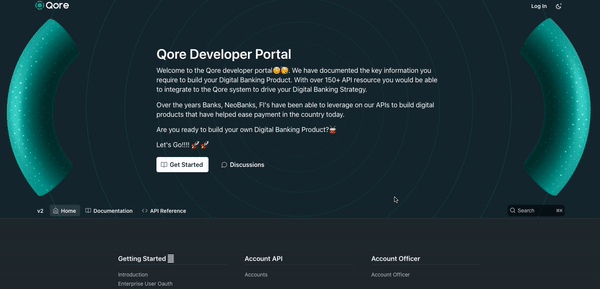 Qore
Log In
Qore Developer Portal
Welcome to the Qore developer portal😊🥳. We have documented the key information you
require to build your Digital Banking Product. With over 150+ API resource you would be able
to integrate to the Qore system to drive your Digital Banking Strategy.
Over the years Banks, NeoBanks, FI's have been able to leverage on our APIs to build digital
products that have helped ease payment in the country today.
Are you ready to build your own Digital Banking Product?
Let's Go!!!! 🚀 🚀
Get Started
Discussions
v2 Home Documentation API Reference Search ⌘K
Getting Started Account API Account Officer
Introduction Accounts Account Officer
Enterprise User Oauth